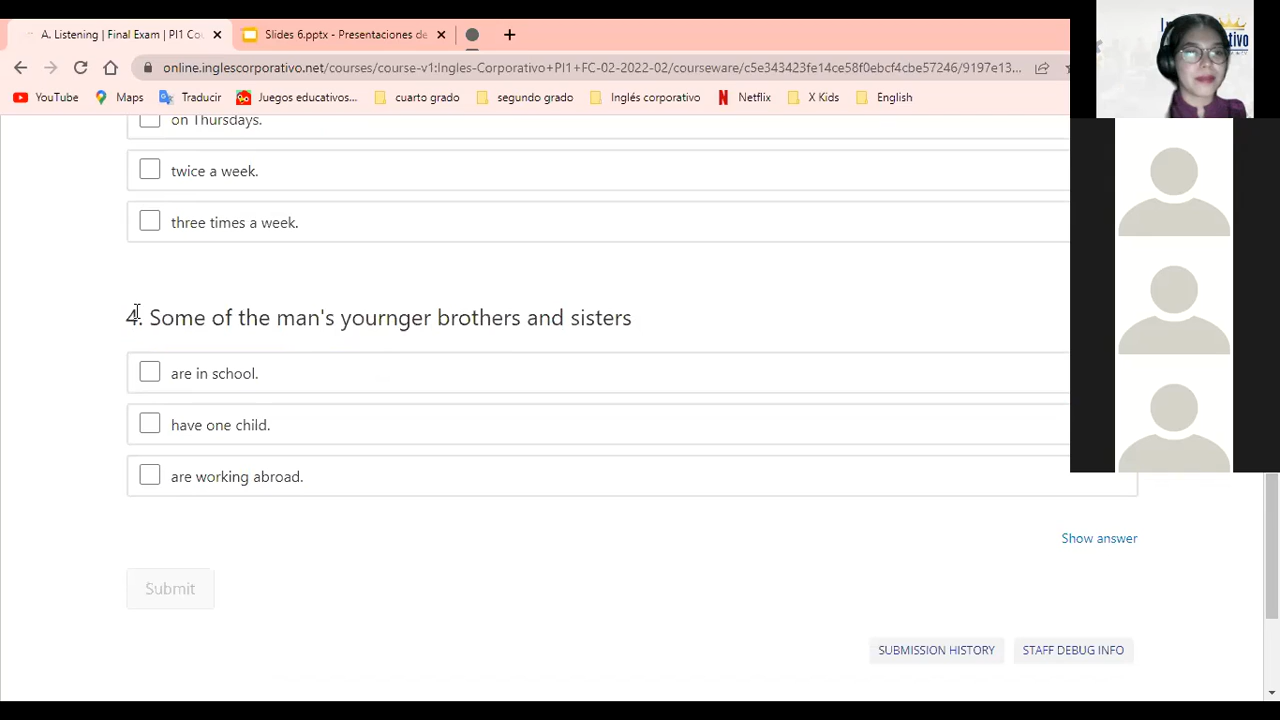 A. Listening | Final Exam | PI1 Co
Slides 6.pptx - Presentaciones de
online.inglescorporativo.net/courses/course-v1:Ingles-Corporativo+PI1+FC-02-2022-02/courseware/c5e343423fe14ce58f0ebcf4cbe57246/9197e13...
YouTube Maps Traducir Juegos educativos... cuarto grado segundo grado Inglés corporativo Netflix X Kids English
on Thursdays.
twice a week.
three times a week.
4. Some of the man's yournger brothers and sisters
are in school.
have one child.
are working abroad.
Show answer
Submit
SUBMISSION HISTORY STAFF DEBUG INFO